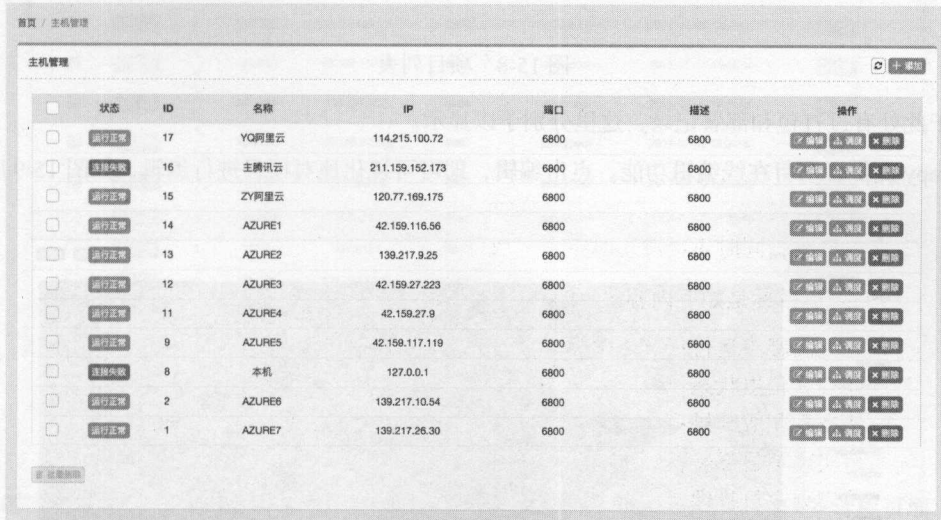 首页 / 主机管理
主机管理
+ 添加
状态 ID 名称 IP 端口 描述 操作
运行正常 17 YQ阿里云 114.215.100.72 6800 6800 编辑 调度 × 删除
连接失败 16 主腾讯云 211.159.152.173 6800 6800 编辑 调度 × 删除
运行正常 15 ZY阿里云 120.77.169.175 6800 6800 编辑 调度 × 删除
运行正常 14 AZURE1 42.159.116.56 6800 6800 编辑 调度 × 删除
运行正常 13 AZURE2 139.217.9.25 6800 6800 编辑 调度 × 删除
运行正常 12 AZURE3 42.159.27.223 6800 6800 编辑 调度 × 删除
运行正常 11 AZURE4 42.159.27.9 6800 6800 编辑 调度 × 删除
运行正常 9 AZURE5 42.159.117.119 6800 6800 编辑 调度 × 删除
连接失败 8 本机 127.0.0.1 6800 6800 编辑 调度 × 删除
运行正常 2 AZURE6 139.217.10.54 6800 6800 编辑 调度 × 删除
运行正常 1 AZURE7 139.217.26.30 6800 6800 编辑 调度 × 删除
批量删除